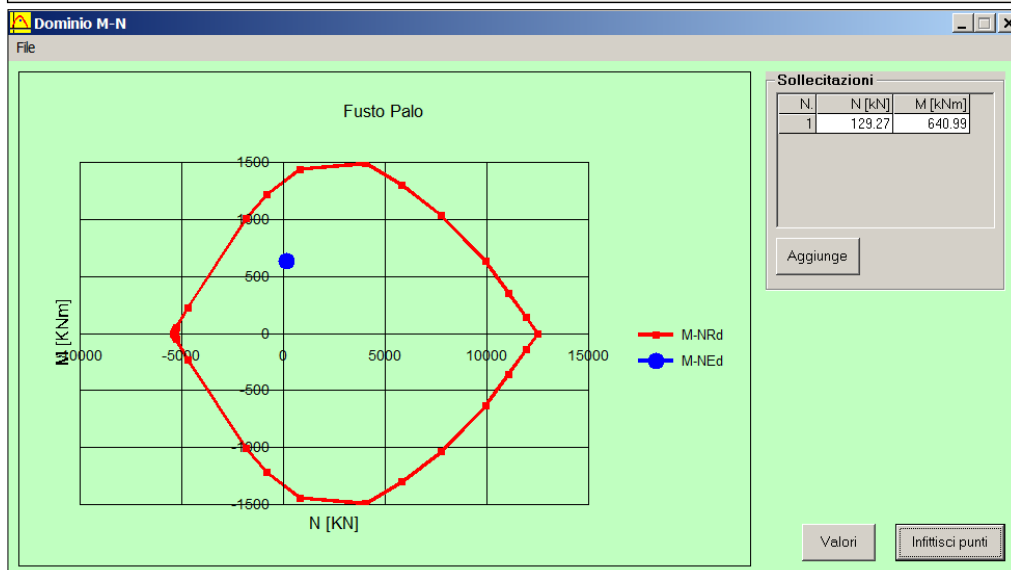 Dominio M-N
File
Fusto Palo
1500
1000
500
0
-500
-1000
-1500
-10000 -5000 0 5000 10000 15000
M [KNm]
N [KN]
M-NRd
M-NEd
Sollecitazioni
N. N [kN] M [kNm]
1 129.27 640.99
Aggiunge
Valori
Infittisci punti